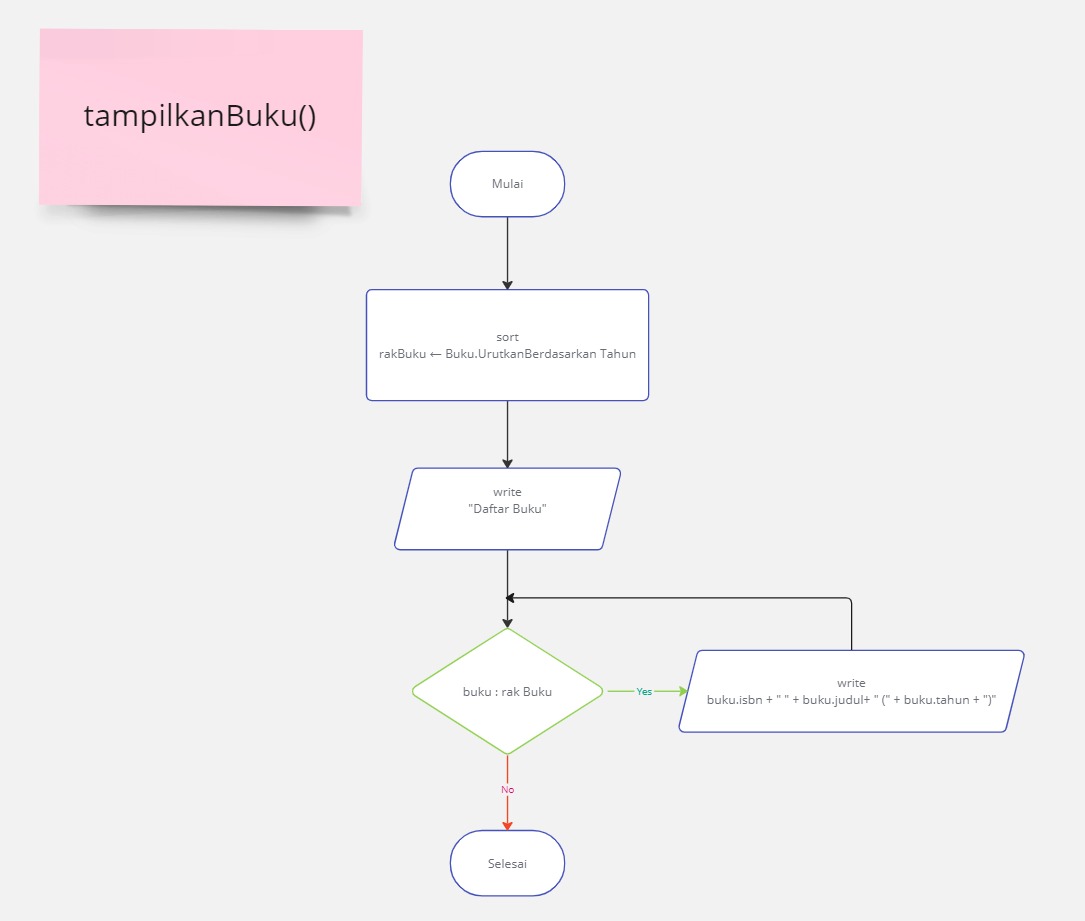 tampilkanBuku()
Mulai
sort
rakBuku ← Buku.UrutkanBerdasarkan Tahun
write
"Daftar Buku"
buku : rak Buku
Yes
write
buku.isbn + " " + buku.judul+ " (" + buku.tahun + ")"
No
Selesai